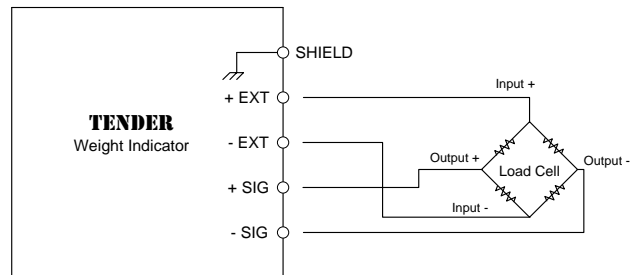 SHIELD
+ EXT
- EXT
+ SIG
- SIG
TENDER
Weight Indicator
Input +
Output +
Output -
Load Cell
Input -